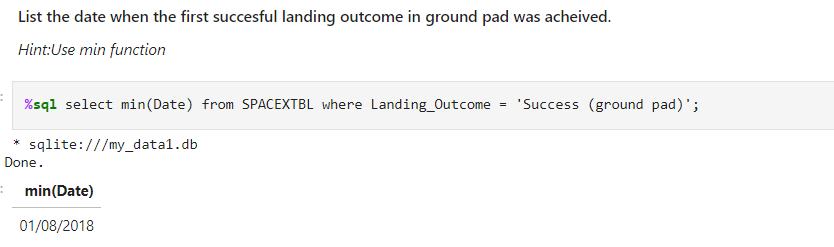 List the date when the first succesful landing outcome in ground pad was acheived.
Hint:Use min function
%sql select min(Date) from SPACEXTBL where Landing_Outcome = 'Success (ground pad)';
* sqlite:///my_data1.db
Done.
min(Date)
01/08/2018